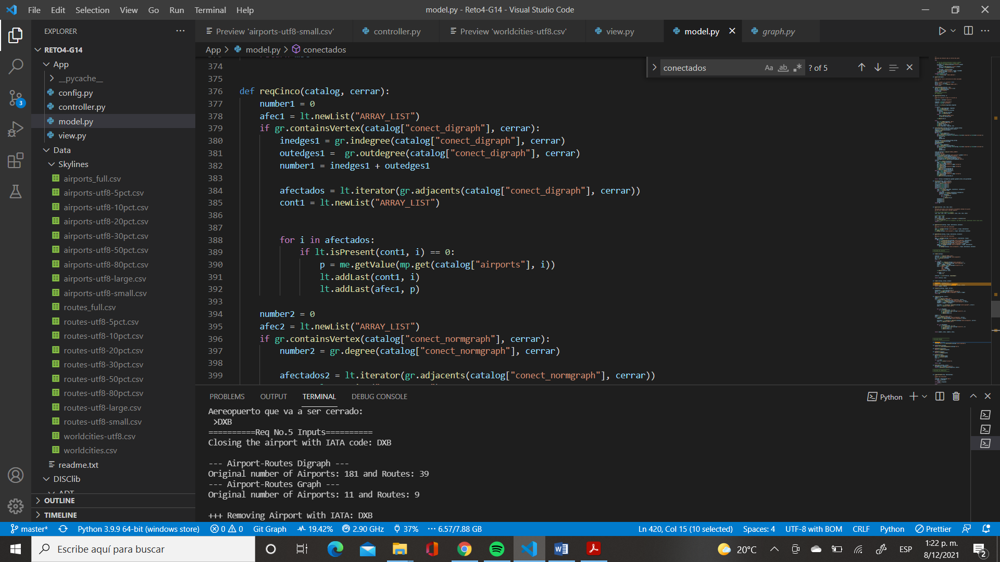 File Edit Selection View Go Run Terminal Help
model.py - Reto4-G14 - Visual Studio Code
EXPLORER
RETO4-G14
App
__pycache__
config.py
controller.py
model.py
view.py
Data
Skylines
airports_full.csv
airports-utf8-5pct.csv
airports-utf8-10pct.csv
airports-utf8-20pct.csv
airports-utf8-30pct.csv
airports-utf8-50pct.csv
airports-utf8-80pct.csv
airports-utf8-large.csv
airports-utf8-small.csv
routes_full.csv
routes-utf8-5pct.csv
routes-utf8-10pct.csv
routes-utf8-20pct.csv
routes-utf8-30pct.csv
routes-utf8-50pct.csv
routes-utf8-80pct.csv
routes-utf8-large.csv
routes-utf8-small.csv
worldcities-utf8.csv
worldcities.csv
readme.txt
DISClib
ADT
OUTLINE
TIMELINE
3
Preview 'airports-utf8-small.csv' controller.py Preview 'worldcities-utf8.csv' view.py model.py graph.py
App > model.py > conectados
conectados Aa ab ? of 5
374
375
376 def reqCinco(catalog, cerrar):
377 number1 = 0
378 afec1 = lt.newList("ARRAY_LIST")
379 if gr.containsVertex(catalog["conect_digraph"], cerrar):
380 inedges1 = gr.indegree(catalog["conect_digraph"], cerrar)
381 outedges1 =  gr.outdegree(catalog["conect_digraph"], cerrar)
382 number1 = inedges1 + outedges1
383
384 afectados = lt.iterator(gr.adjacents(catalog["conect_digraph"], cerrar))
385 cont1 = lt.newList("ARRAY_LIST")
386
387
388 for i in afectados:
389 if lt.isPresent(cont1, i) == 0:
390 p = me.getValue(mp.get(catalog["airports"], i))
391 lt.addLast(cont1, i)
392 lt.addLast(afec1, p)
393
394 number2 = 0
395 afec2 = lt.newList("ARRAY_LIST")
396 if gr.containsVertex(catalog["conect_normgraph"], cerrar):
397 number2 = gr.degree(catalog["conect_normgraph"], cerrar)
398
399 afectados2 = lt.iterator(gr.adjacents(catalog["conect_normgraph"], cerrar))
PROBLEMS OUTPUT TERMINAL DEBUG CONSOLE
Python
Aereopuerto que va a ser cerrado:
>DXB
==========Req No.5 Inputs==========
Closing the airport with IATA code: DXB
--- Airport-Routes Digraph ---
Original number of Airports: 181 and Routes: 39
--- Airport-Routes Graph ---
Original number of Airports: 11 and Routes: 9
+++ Removing Airport with IATA: DXB
master* Python 3.9.9 64-bit (windows store) 0 0 Git Graph 19.42% 2.90 GHz 37% 6.57/7.88 GB Ln 420, Col 15 (10 selected) Spaces: 4 UTF-8 with BOM CRLF Python Prettier
Escribe aquí para buscar
20°C ESP
1:22 p. m.
8/12/2021
2